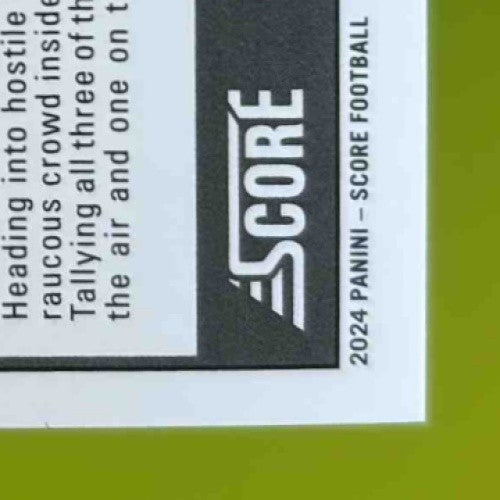 Heading into hostile
raucous crowd inside
Tallying all three of th
the air and one on t
SCORE
2024 PANINI – SCORE FOOTBALL